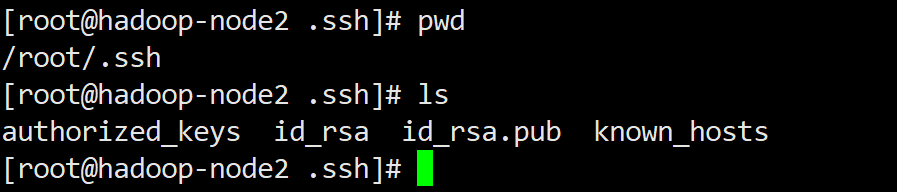 [root@hadoop-node2 .ssh]# pwd
/root/.ssh
[root@hadoop-node2 .ssh]# ls
authorized_keys  id_rsa  id_rsa.pub  known_hosts
[root@hadoop-node2 .ssh]#